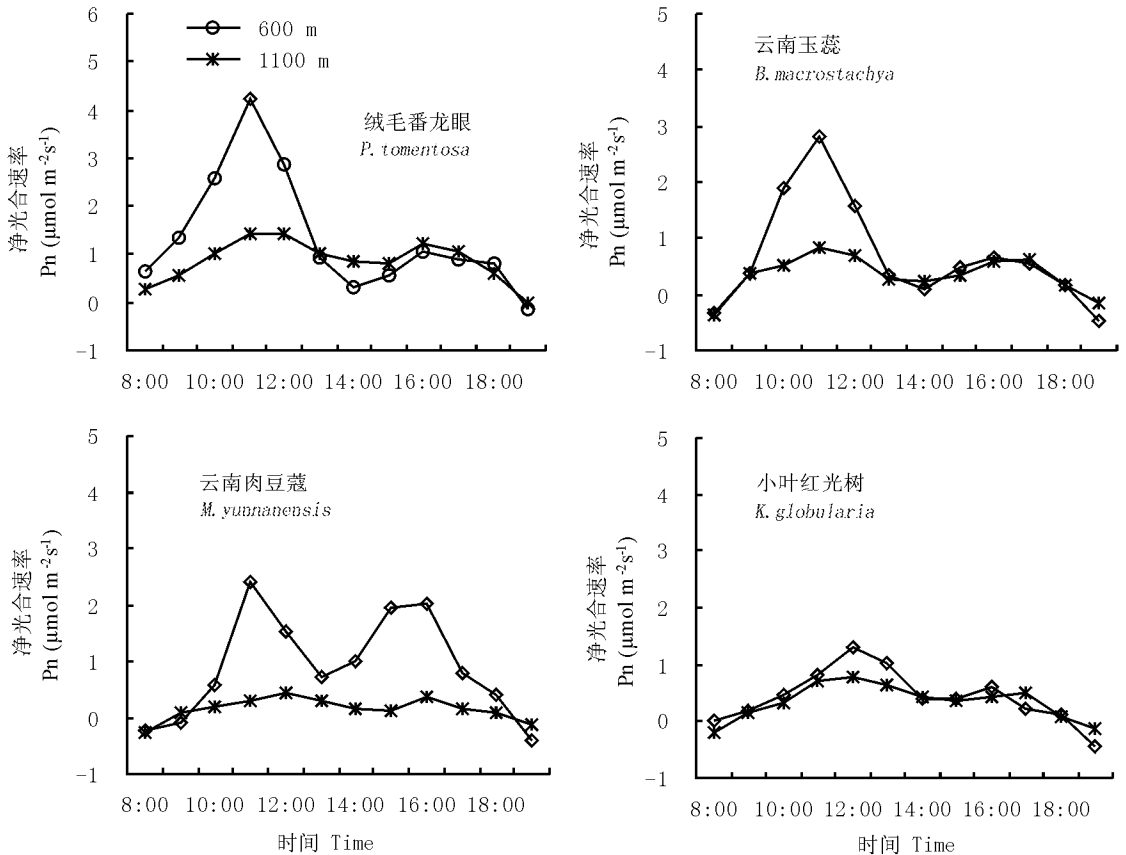 6
5
4
3
2
1
0
-1
600 m
1100 m
绒毛番龙眼
P. tomentosa
净光合速率
Pn (μmol m⁻²s⁻¹)
8:00 10:00 12:00 14:00 16:00 18:00
5
4
3
2
1
0
-1
云南玉蕊
B. macrostachya
净光合速率
Pn (μmol m⁻²s⁻¹)
8:00 10:00 12:00 14:00 16:00 18:00
5
4
3
2
1
0
-1
云南肉豆蔻
M. yunnanensis
净光合速率
Pn (μmol m⁻²s⁻¹)
8:00 10:00 12:00 14:00 16:00 18:00
时间 Time
5
4
3
2
1
0
-1
小叶红光树
K. globularia
净光合速率
Pn (μmol m⁻²s⁻¹)
8:00 10:00 12:00 14:00 16:00 18:00
时间 Time